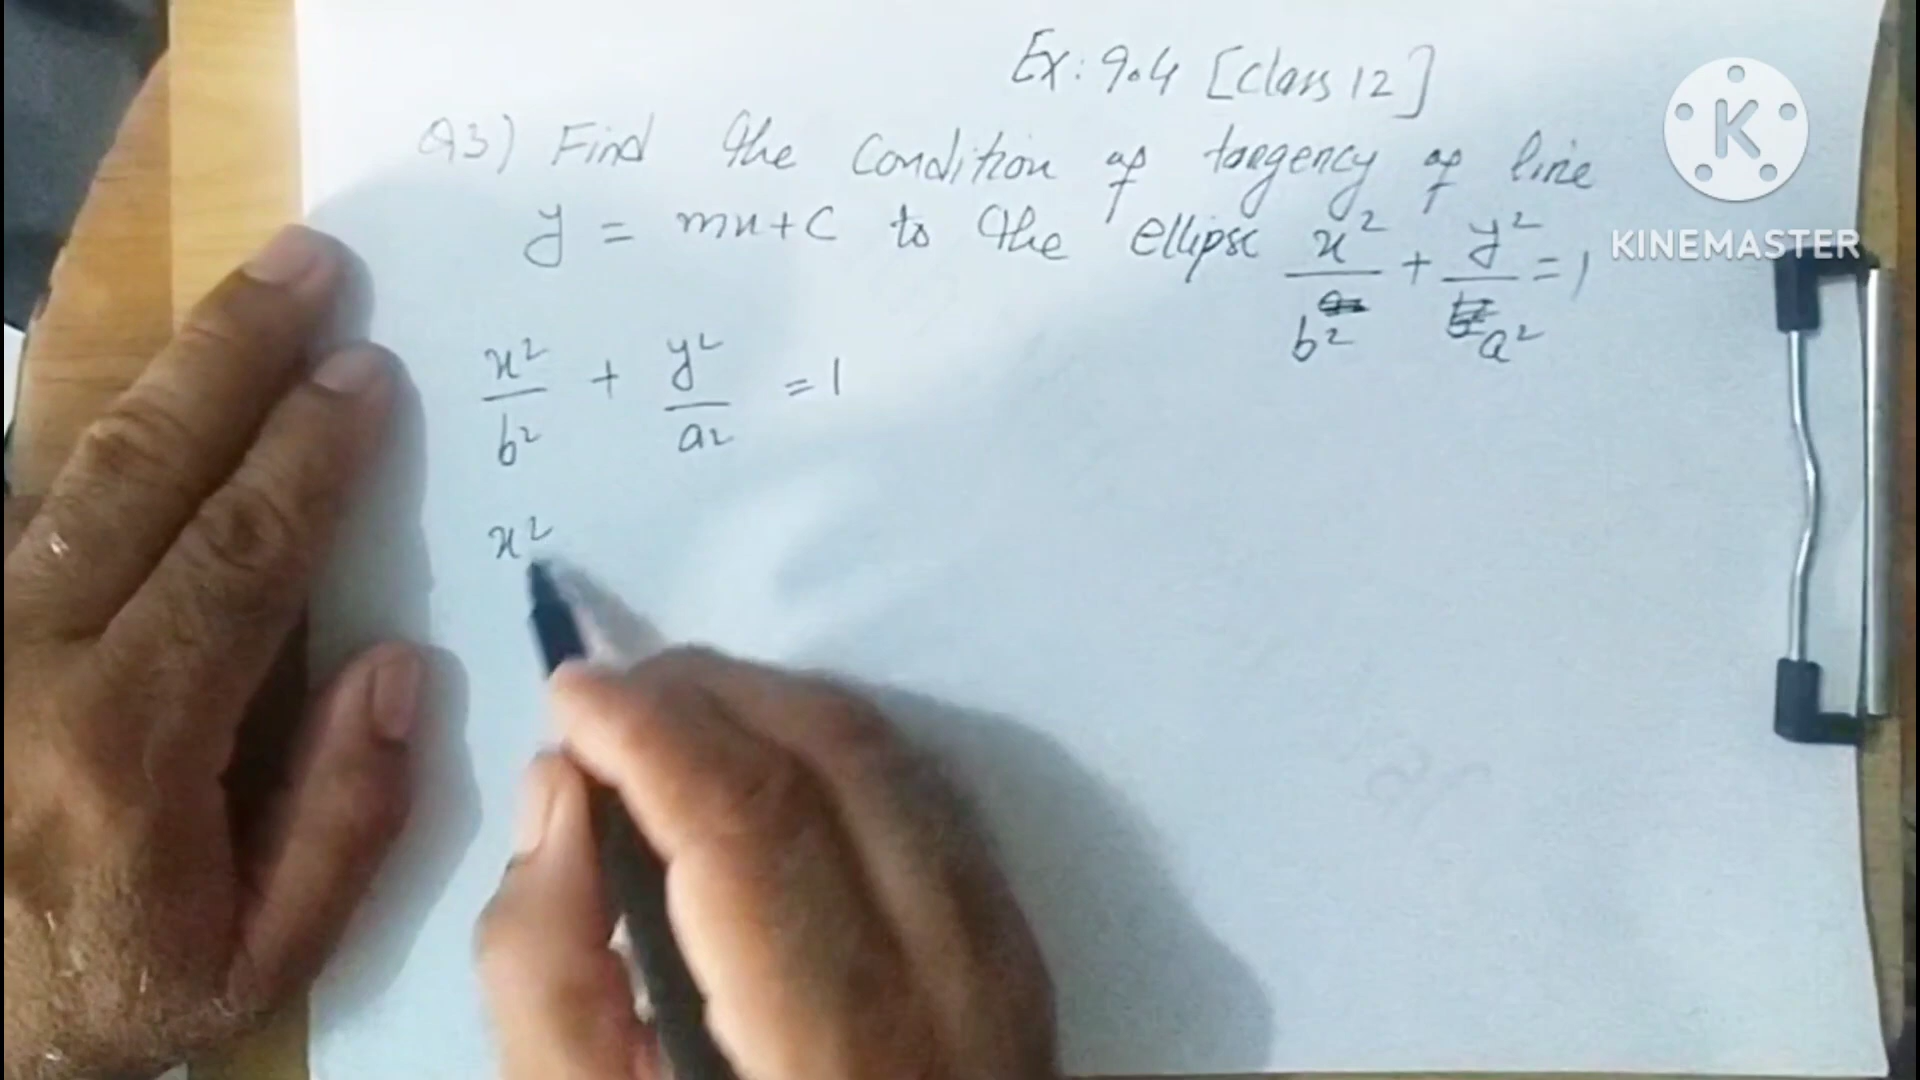 Ex: 9.4 [Class 12]
Q3) Find the Condition of tangency of line
y = mx+c to the ellipse x²/b² + y²/a² = 1
x²/b² + y²/a² = 1
x²
K
KINEMASTER